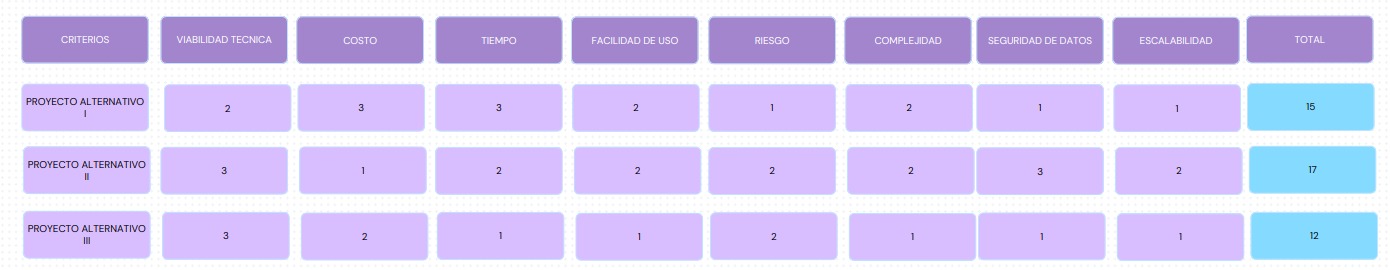 CRITERIOS VIABILIDAD TECNICA COSTO TIEMPO FACILIDAD DE USO RIESGO COMPLEJIDAD SEGURIDAD DE DATOS ESCALABILIDAD TOTAL
PROYECTO ALTERNATIVO
I
2 3 3 2 1 2 1 1 15
PROYECTO ALTERNATIVO
II
3 1 2 2 2 2 3 2 17
PROYECTO ALTERNATIVO
III
3 2 1 1 2 1 1 1 12